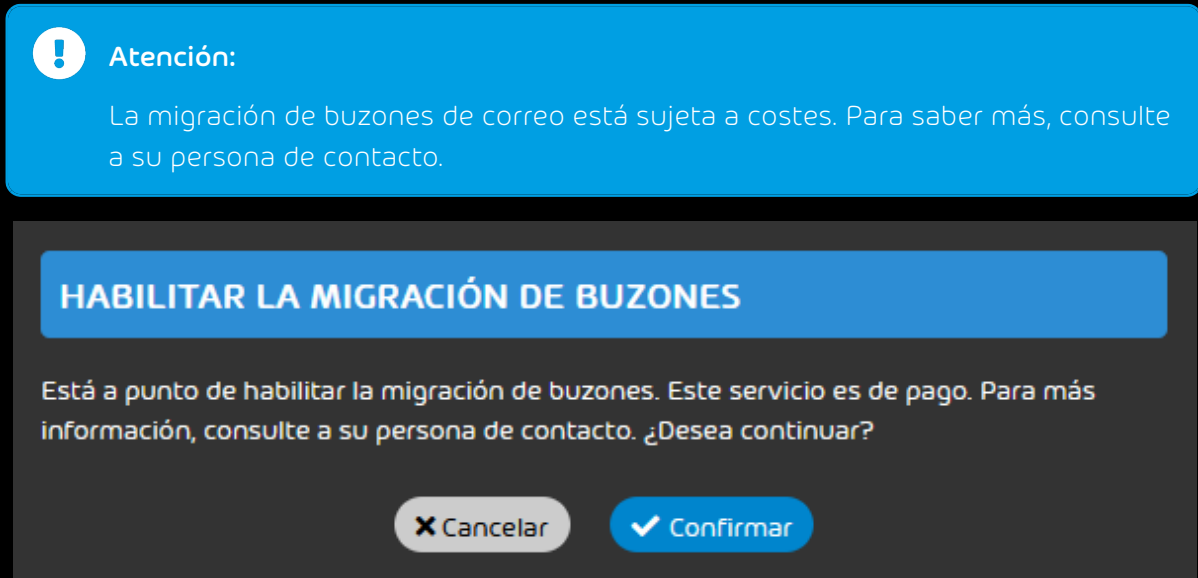 Atención:
La migración de buzones de correo está sujeta a costes. Para saber más, consulte
a su persona de contacto.
HABILITAR LA MIGRACIÓN DE BUZONES
Está a punto de habilitar la migración de buzones. Este servicio es de pago. Para más
información, consulte a su persona de contacto. ¿Desea continuar?
Cancelar
Confirmar